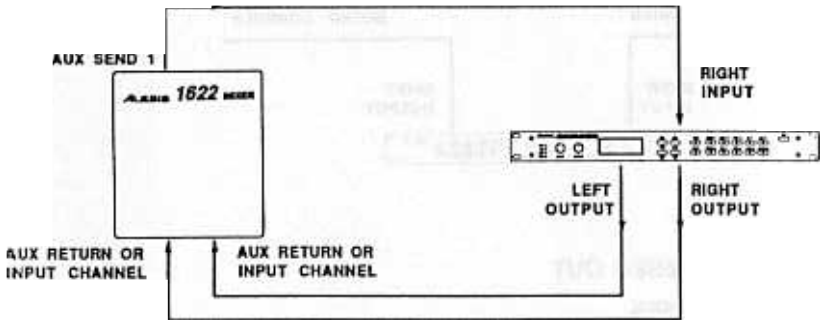 AUX SEND 1
ALESIS 1622 MIXER
RIGHT
INPUT
LEFT
OUTPUT
RIGHT
OUTPUT
AUX RETURN OR
INPUT CHANNEL
AUX RETURN OR
INPUT CHANNEL